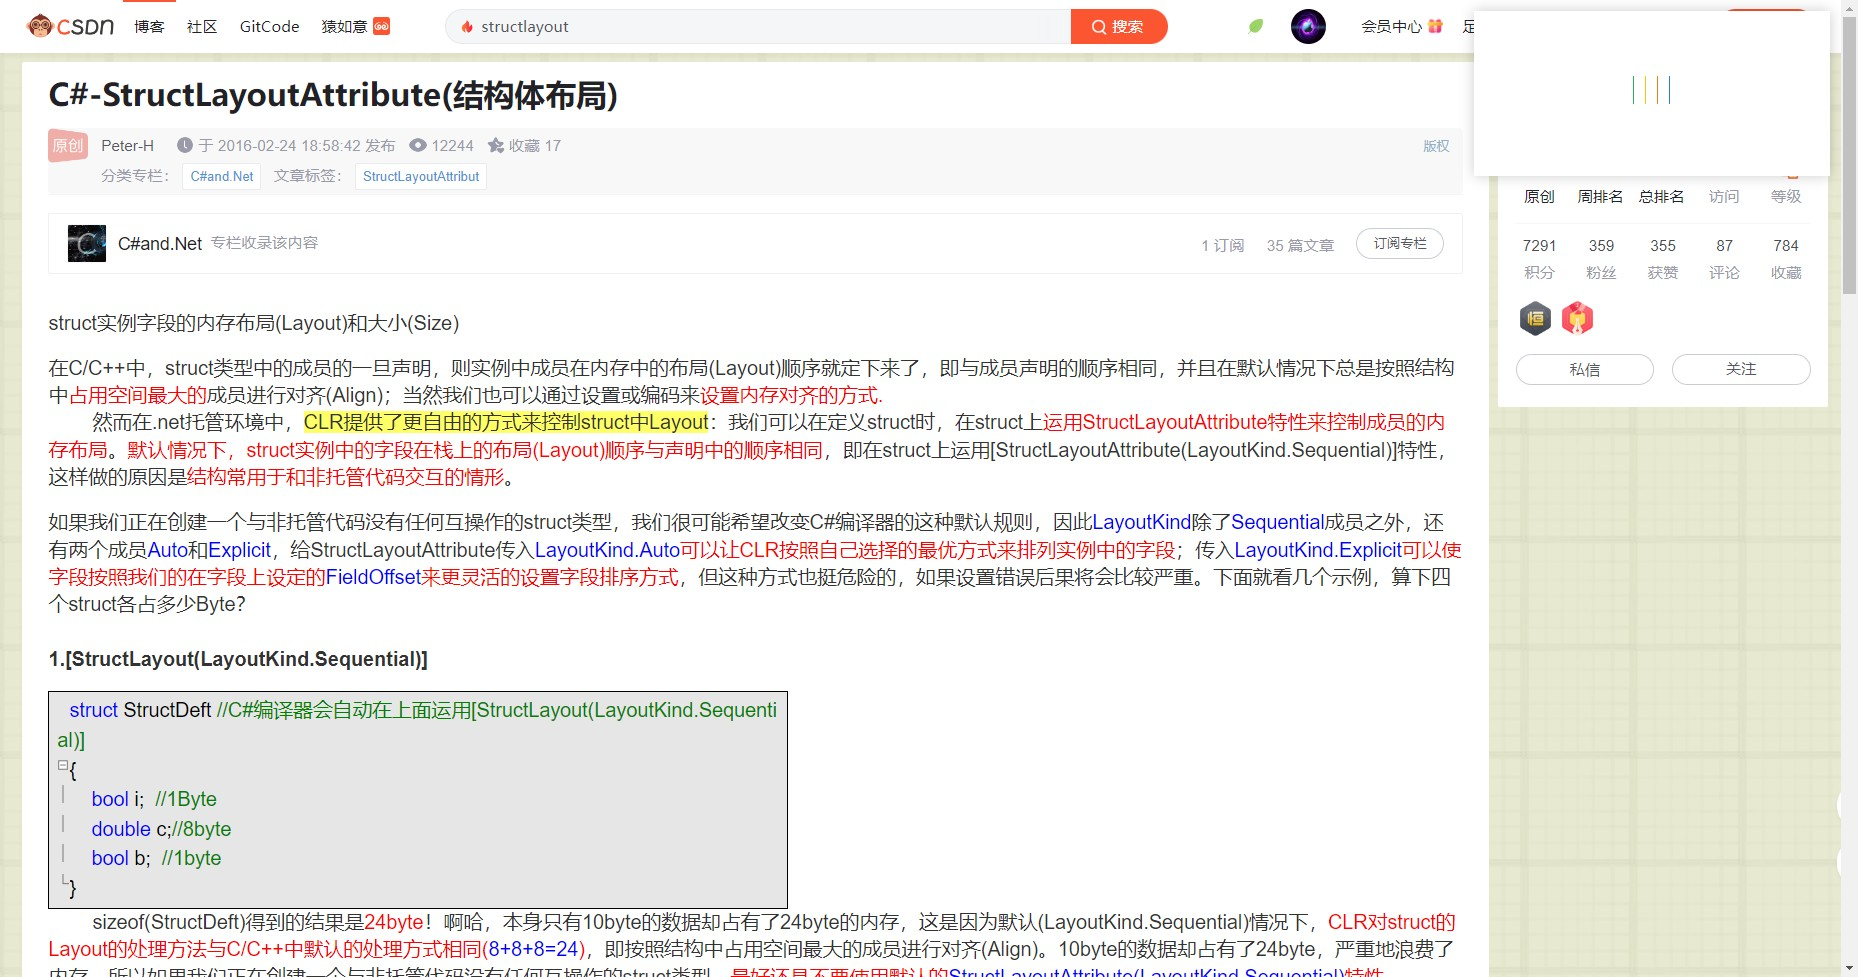 CSDN 博客 社区 GitCode 猿如意 structlayout 搜索 会员中心
C#-StructLayoutAttribute(结构体布局)
原创 Peter-H 于 2016-02-24 18:58:42 发布 12244 收藏 17 版权
分类专栏： C#and.Net 文章标签： StructLayoutAttribut
C#and.Net 专栏收录该内容 1 订阅 35 篇文章 订阅专栏
struct实例字段的内存布局(Layout)和大小(Size)
在C/C++中，struct类型中的成员的一旦声明，则实例中成员在内存中的布局(Layout)顺序就定下来了，即与成员声明的顺序相同，并且在默认情况下总是按照结构
中占用空间最大的成员进行对齐(Align)；当然我们也可以通过设置或编码来设置内存对齐的方式.
然而在.net托管环境中，CLR提供了更自由的方式来控制struct中Layout：我们可以在定义struct时，在struct上运用StructLayoutAttribute特性来控制成员的内
存布局。默认情况下，struct实例中的字段在栈上的布局(Layout)顺序与声明中的顺序相同，即在struct上运用[StructLayoutAttribute(LayoutKind.Sequential)]特性，
这样做的原因是结构常用于和非托管代码交互的情形。
如果我们正在创建一个与非托管代码没有任何互操作的struct类型，我们很可能希望改变C#编译器的这种默认规则，因此LayoutKind除了Sequential成员之外，还
有两个成员Auto和Explicit，给StructLayoutAttribute传入LayoutKind.Auto可以让CLR按照自己选择的最优方式来排列实例中的字段；传入LayoutKind.Explicit可以使
字段按照我们的在字段上设定的FieldOffset来更灵活的设置字段排序方式，但这种方式也挺危险的，如果设置错误后果将会比较严重。下面就看几个示例，算下四
个struct各占多少Byte？
1.[StructLayout(LayoutKind.Sequential)]
struct StructDeft //C#编译器会自动在上面运用[StructLayout(LayoutKind.Sequenti
al)]
{
bool i; //1Byte
double c;//8byte
bool b; //1byte
}
sizeof(StructDeft)得到的结果是24byte！啊哈，本身只有10byte的数据却占有了24byte的内存，这是因为默认(LayoutKind.Sequential)情况下，CLR对struct的
Layout的处理方法与C/C++中默认的处理方式相同(8+8+8=24)，即按照结构中占用空间最大的成员进行对齐(Align)。10byte的数据却占有了24byte，严重地浪费了
内存，所以如果我们正在创建一个与非托管代码没有任何互操作的struct类型，最好还是不要使用默认的StructLayoutAttribute(LayoutKind.Sequential)特性。
原创 周排名 总排名 访问 等级
7291 359 355 87 784
积分 粉丝 获赞 评论 收藏
恒
私信 关注